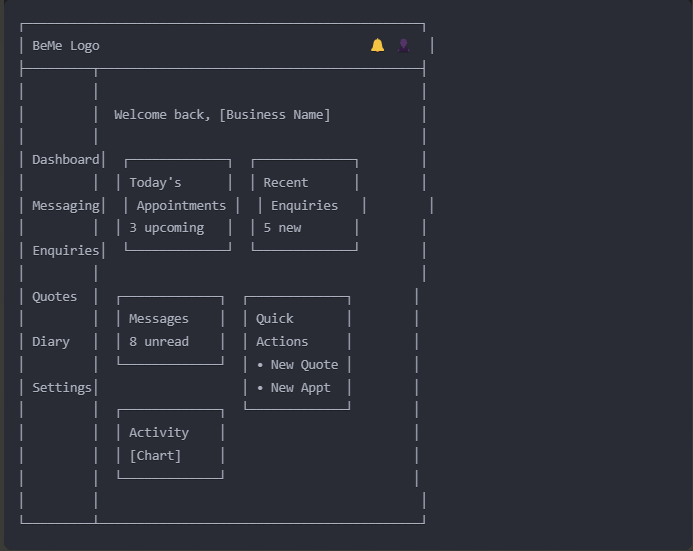 BeMe Logo
Welcome back, [Business Name]
Dashboard
Today's Recent
Messaging Appointments Enquiries
3 upcoming 5 new
Enquiries
Quotes
Messages Quick
Diary 8 unread Actions
• New Quote
Settings • New Appt
Activity
[Chart]